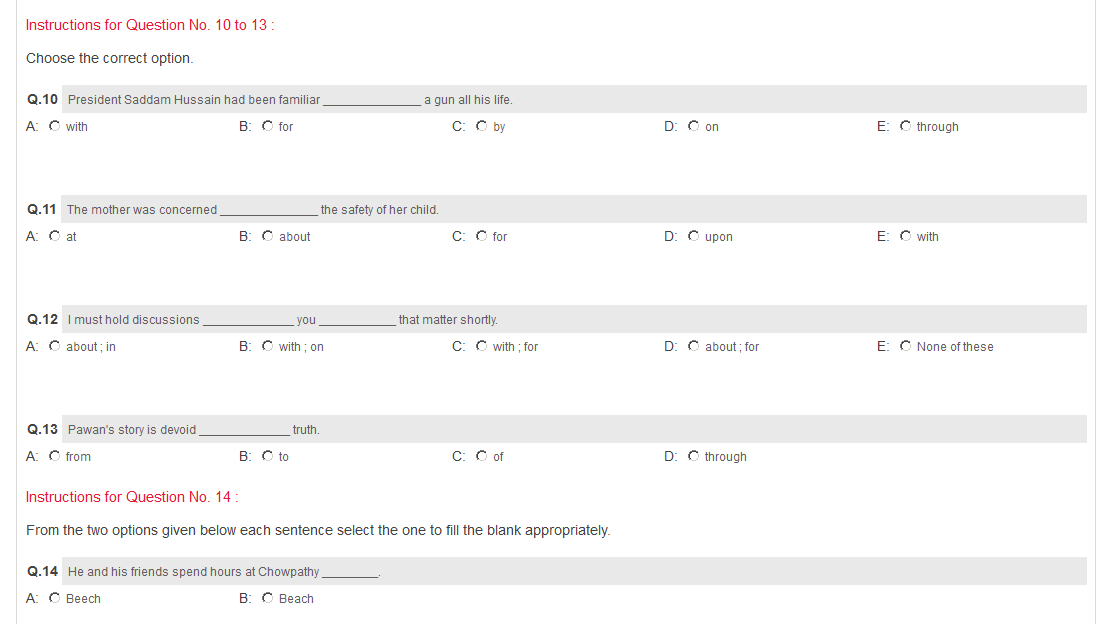 Instructions for Question No. 10 to 13 :
Choose the correct option.
Q.10 President Saddam Hussain had been familiar ______________ a gun all his life.
A: with B: for C: by D: on E: through
Q.11 The mother was concerned ______________ the safety of her child.
A: at B: about C: for D: upon E: with
Q.12 I must hold discussions _____________ you ___________ that matter shortly.
A: about ; in B: with ; on C: with ; for D: about ; for E: None of these
Q.13 Pawan's story is devoid _____________ truth.
A: from B: to C: of D: through
Instructions for Question No. 14 :
From the two options given below each sentence select the one to fill the blank appropriately.
Q.14 He and his friends spend hours at Chowpathy ________.
A: Beech B: Beach